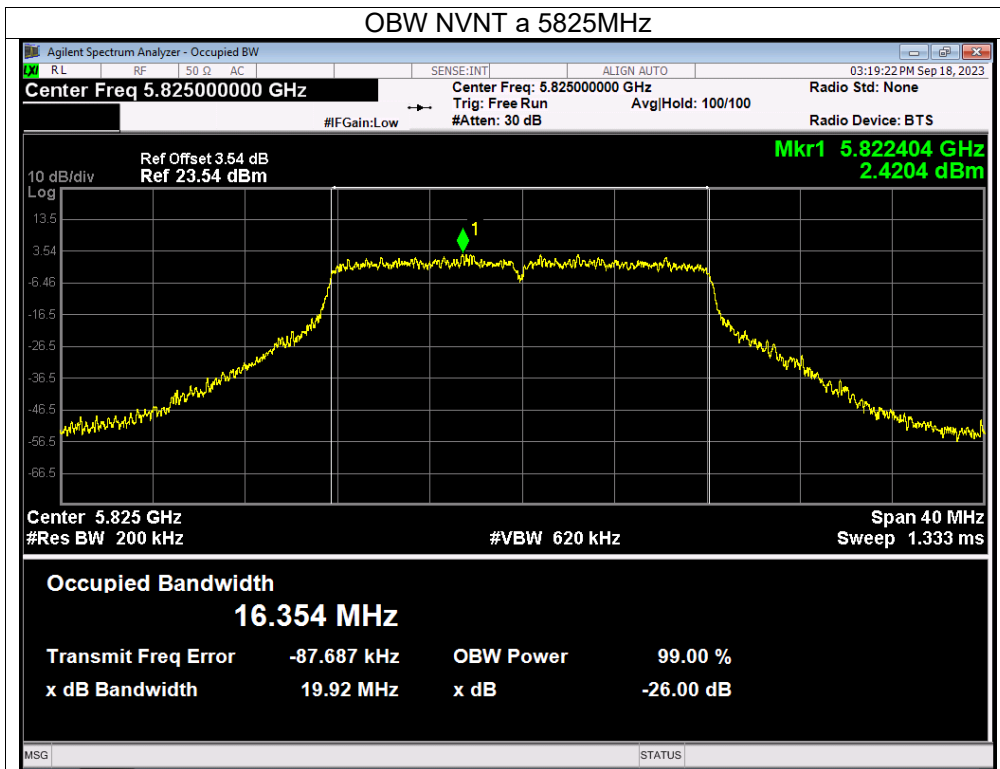 OBW NVNT a 5825MHz
Agilent Spectrum Analyzer - Occupied BW
LXI RL RF 50 Ω AC SENSE:INT ALIGN AUTO 03:19:22 PM Sep 18, 2023
Center Freq 5.825000000 GHz Center Freq: 5.825000000 GHz Radio Std: None
Trig: Free Run Avg|Hold: 100/100
#IFGain:Low #Atten: 30 dB Radio Device: BTS
Mkr1 5.822404 GHz
2.4204 dBm
Ref Offset 3.54 dB
10 dB/div Ref 23.54 dBm
Log
13.5
1
3.54
-6.46
-16.5
-26.5
-36.5
-46.5
-56.5
-66.5
Center 5.825 GHz Span 40 MHz
#Res BW 200 kHz #VBW 620 kHz Sweep 1.333 ms
Occupied Bandwidth
16.354 MHz
Transmit Freq Error -87.687 kHz OBW Power 99.00 %
x dB Bandwidth 19.92 MHz x dB -26.00 dB
MSG STATUS